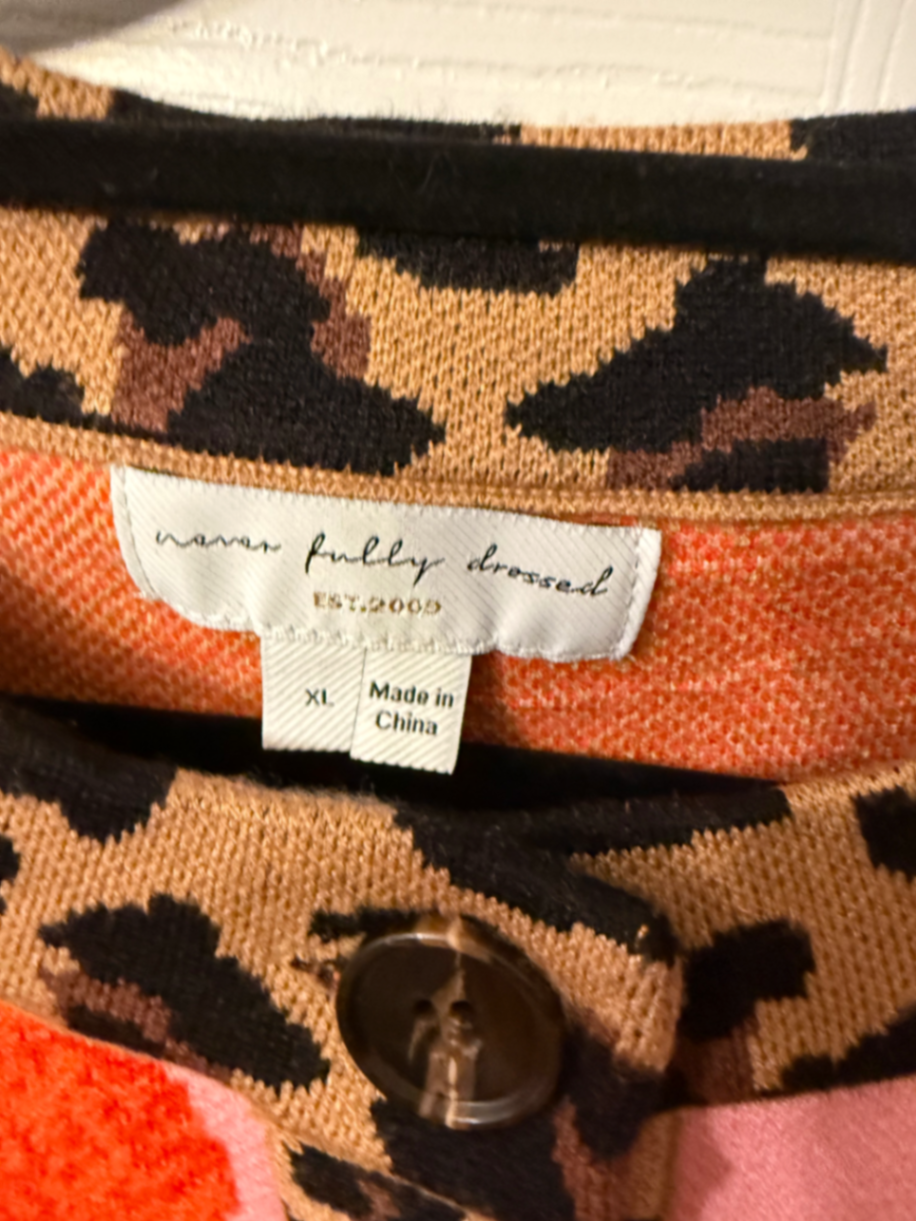 never fully dressed
EST.2009
XL
Made in
China